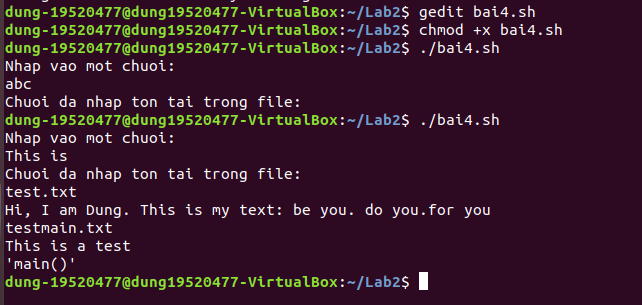 dung-19520477@dung19520477-VirtualBox:~/Lab2$ gedit bai4.sh
dung-19520477@dung19520477-VirtualBox:~/Lab2$ chmod +x bai4.sh
dung-19520477@dung19520477-VirtualBox:~/Lab2$ ./bai4.sh
Nhap vao mot chuoi:
abc
Chuoi da nhap ton tai trong file:
dung-19520477@dung19520477-VirtualBox:~/Lab2$ ./bai4.sh
Nhap vao mot chuoi:
This is
Chuoi da nhap ton tai trong file:
test.txt
Hi, I am Dung. This is my text: be you. do you.for you
testmain.txt
This is a test
'main()'
dung-19520477@dung19520477-VirtualBox:~/Lab2$